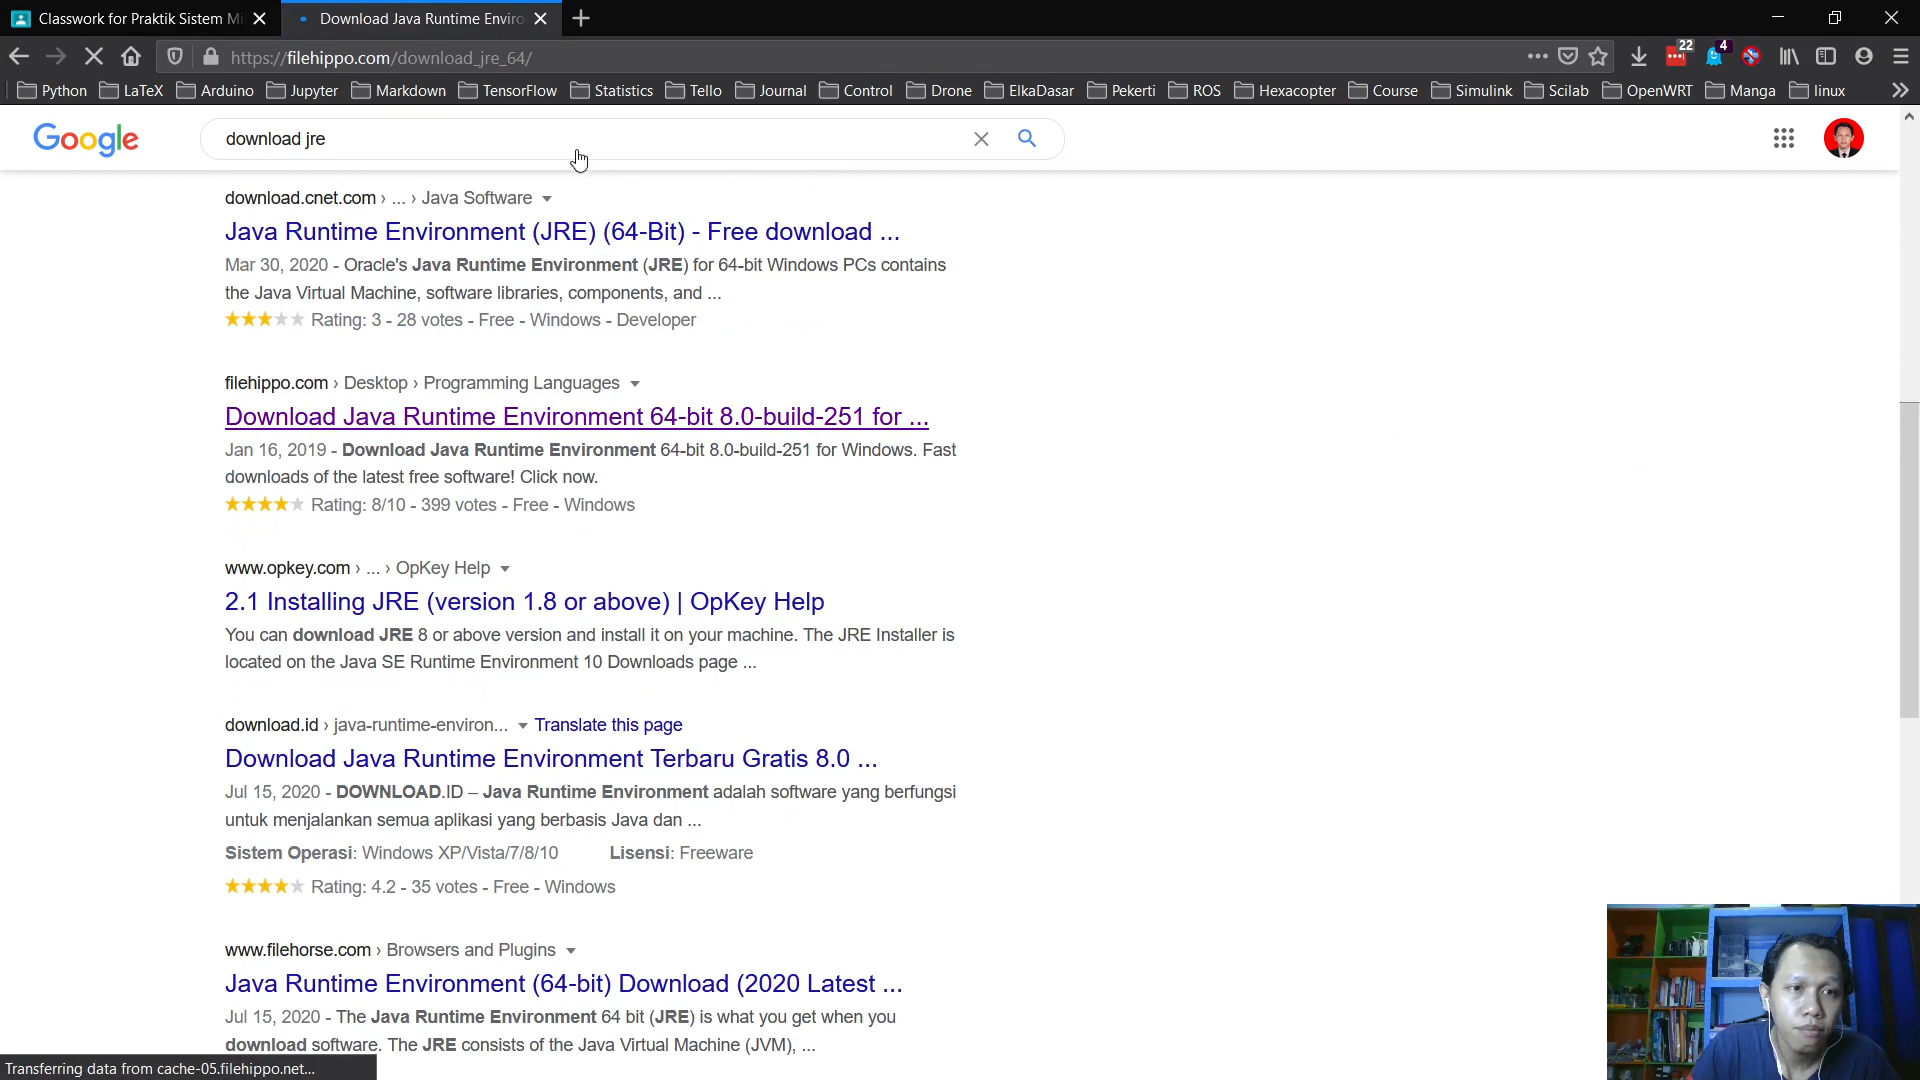 Classwork for Praktik Sistem Mi
Download Java Runtime Enviro
https://filehippo.com/download_jre_64/
22
4
Python
LaTeX
Arduino
Jupyter
Markdown
TensorFlow
Statistics
Tello
Journal
Control
Drone
ElkaDasar
Pekerti
ROS
Hexacopter
Course
Simulink
Scilab
OpenWRT
Manga
linux
Google
download jre
download.cnet.com › ... › Java Software
Java Runtime Environment (JRE) (64-Bit) - Free download ...
Mar 30, 2020 - Oracle's Java Runtime Environment (JRE) for 64-bit Windows PCs contains
the Java Virtual Machine, software libraries, components, and ...
Rating: 3 - 28 votes - Free - Windows - Developer
filehippo.com › Desktop › Programming Languages
Download Java Runtime Environment 64-bit 8.0-build-251 for ...
Jan 16, 2019 - Download Java Runtime Environment 64-bit 8.0-build-251 for Windows. Fast
downloads of the latest free software! Click now.
Rating: 8/10 - 399 votes - Free - Windows
www.opkey.com › ... › OpKey Help
2.1 Installing JRE (version 1.8 or above) | OpKey Help
You can download JRE 8 or above version and install it on your machine. The JRE Installer is
located on the Java SE Runtime Environment 10 Downloads page ...
download.id › java-runtime-environ... Translate this page
Download Java Runtime Environment Terbaru Gratis 8.0 ...
Jul 15, 2020 - DOWNLOAD.ID – Java Runtime Environment adalah software yang berfungsi
untuk menjalankan semua aplikasi yang berbasis Java dan ...
Sistem Operasi: Windows XP/Vista/7/8/10 Lisensi: Freeware
Rating: 4.2 - 35 votes - Free - Windows
www.filehorse.com › Browsers and Plugins
Java Runtime Environment (64-bit) Download (2020 Latest ...
Jul 15, 2020 - The Java Runtime Environment 64 bit (JRE) is what you get when you
download software. The JRE consists of the Java Virtual Machine (JVM), ...
Transferring data from cache-05.filehippo.net...